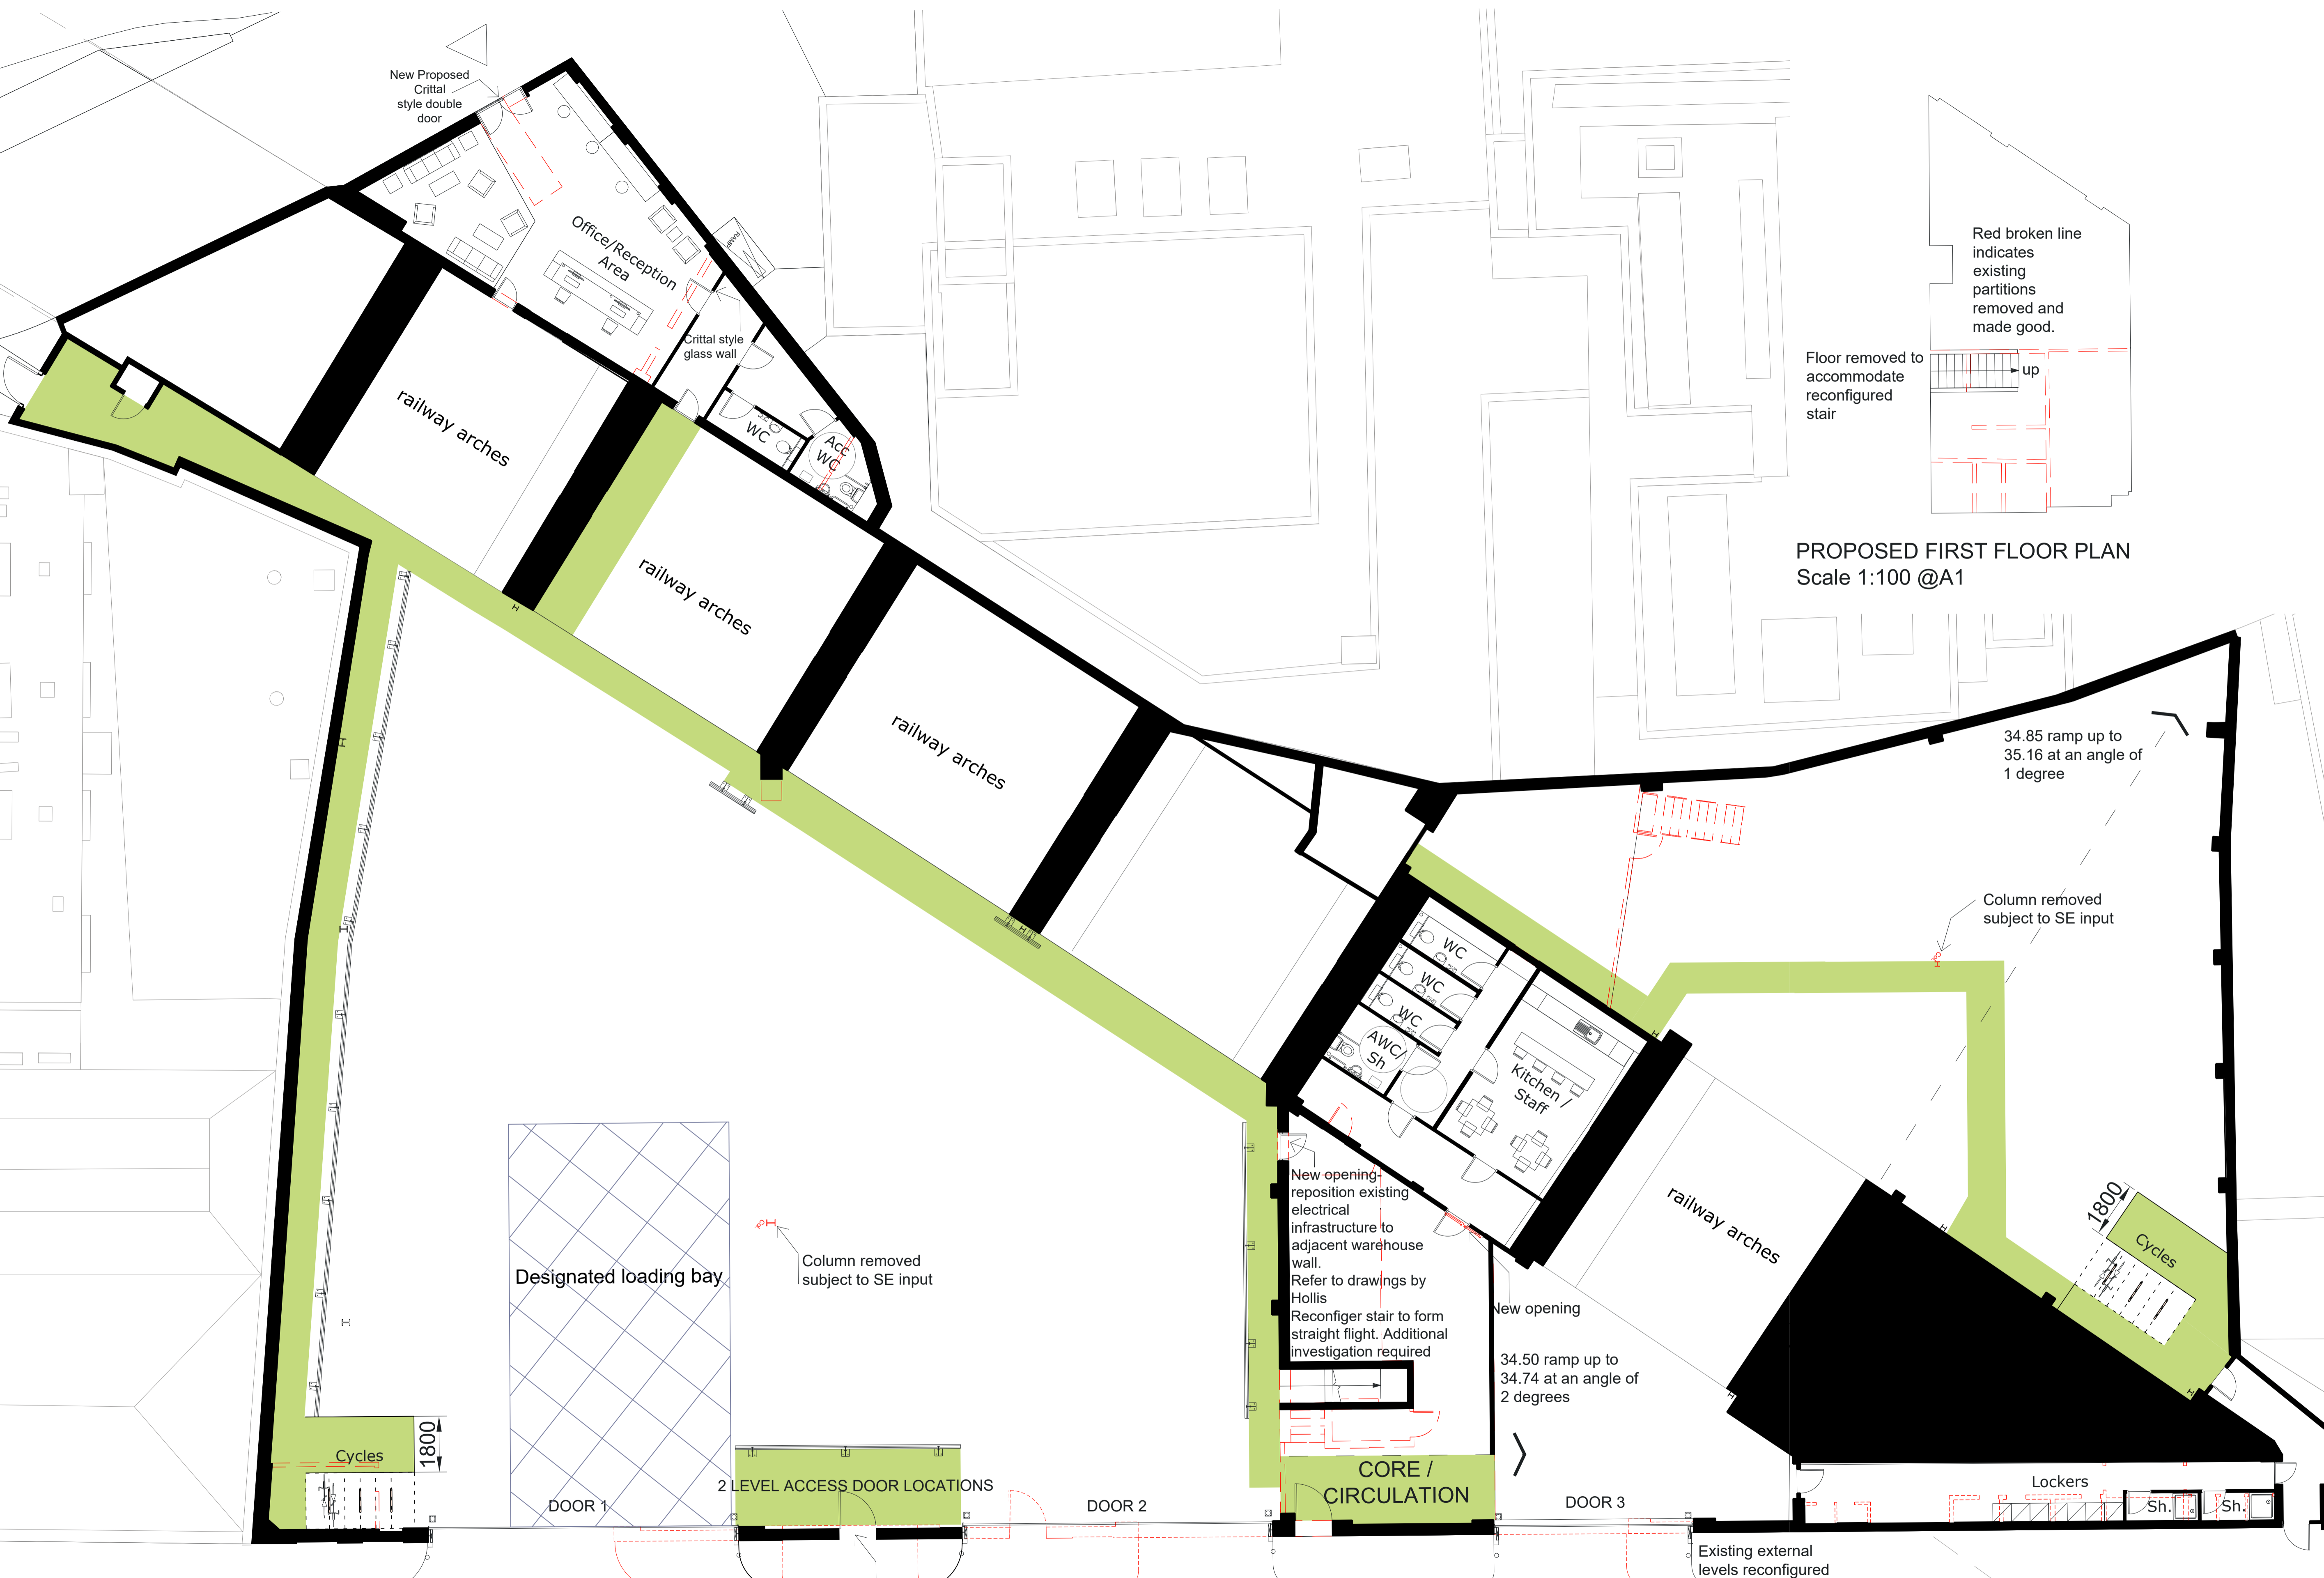 New Proposed
Crittal
style double
door
Office/Reception
Area
RAMP
Crittal style
glass wall
WC
Acc
WC
railway arches
railway arches
railway arches
Red broken line
indicates
existing
partitions
removed and
made good.
Floor removed to
accommodate
reconfigured
stair
up
PROPOSED FIRST FLOOR PLAN
Scale 1:100 @A1
34.85 ramp up to
35.16 at an angle of
1 degree
Column removed
subject to SE input
WC
WC
WC
AWC/
Sh
Kitchen /
Staff
railway arches
1800
Cycles
New opening-
reposition existing
electrical
infrastructure to
adjacent warehouse
wall.
Refer to drawings by
Hollis
Reconfiger stair to form
straight flight. Additional
investigation required
New opening
34.50 ramp up to
34.74 at an angle of
2 degrees
Column removed
subject to SE input
Designated loading bay
Cycles
1800
2 LEVEL ACCESS DOOR LOCATIONS
DOOR 1
DOOR 2
CORE /
CIRCULATION
DOOR 3
Lockers
Sh.
Sh.
Existing external
levels reconfigured